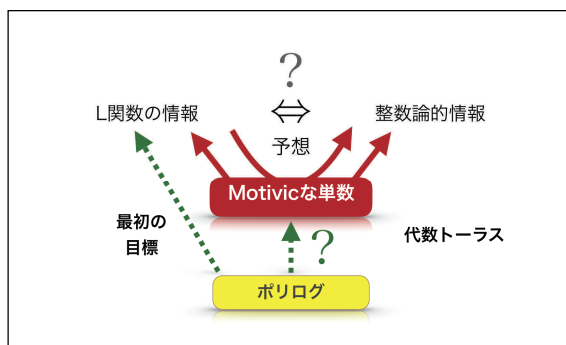 ?
L関数の情報
⇔
整数論的情報
予想
Motivicな単数
最初の
目標
?
代数トーラス
ポリログ